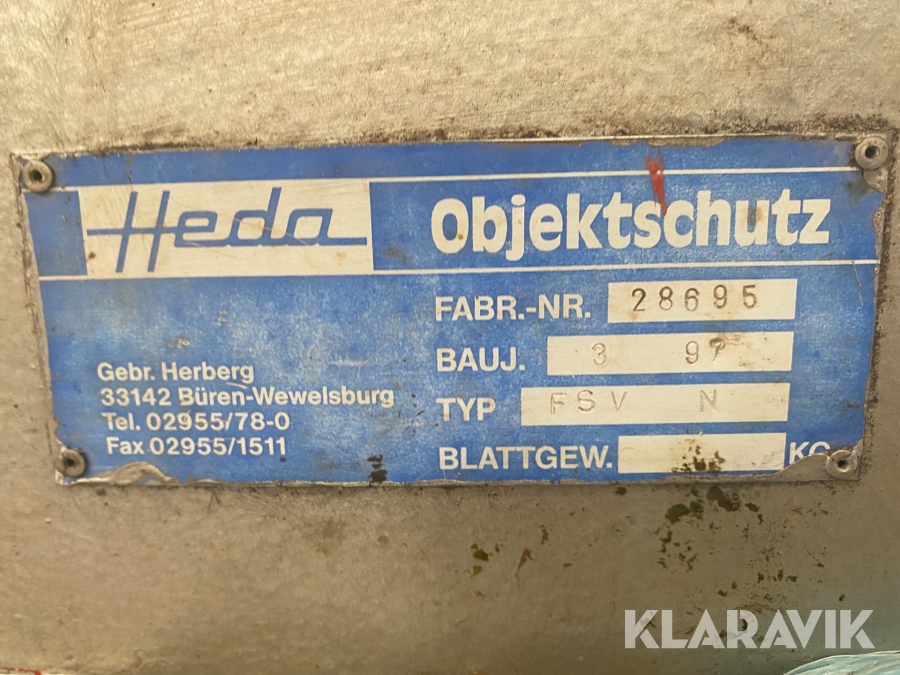 Heda Objektschutz
FABR.-NR. 28695
BAUJ. 3 97
TYP FSV N
BLATTGEW. KG
Gebr. Herberg
33142 Büren-Wewelsburg
Tel. 02955/78-0
Fax 02955/1511
KLARAVIK